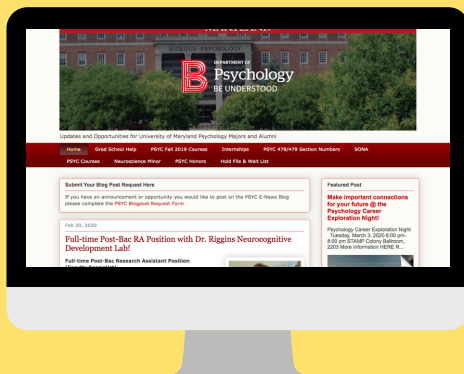 BIOLOGY-PSYCHOLOGY
DEPARTMENT OF
Psychology
BE UNDERSTOOD
Updates and Opportunities for University of Maryland Psychology Majors and Alumni
Home Grad School Help PSYC Fall 2019 Courses Internships PSYC 478/479 Section Numbers SONA
PSYC Courses Neuroscience Minor PSYC Honors Hold File & Wait List
Submit Your Blog Post Request Here
If you have an announcement or opportunity you would like to post on the PSYC E-News Blog
please complete the PSYC Blogpost Request Form
Feb 20, 2020
Full-time Post-Bac RA Position with Dr. Riggins Neurocognitive
Development Lab!
Full-time Post-Bac Research Assistant Position
(Faculty Specialist)
Featured Post
Make important connections
for your future @ the
Psychology Career
Exploration Night!
Psychology Career Exploration Night
Tuesday, March 3, 2020 6:00 pm-
8:00 pm STAMP Colony Ballroom,
2203 More Information HERE R...